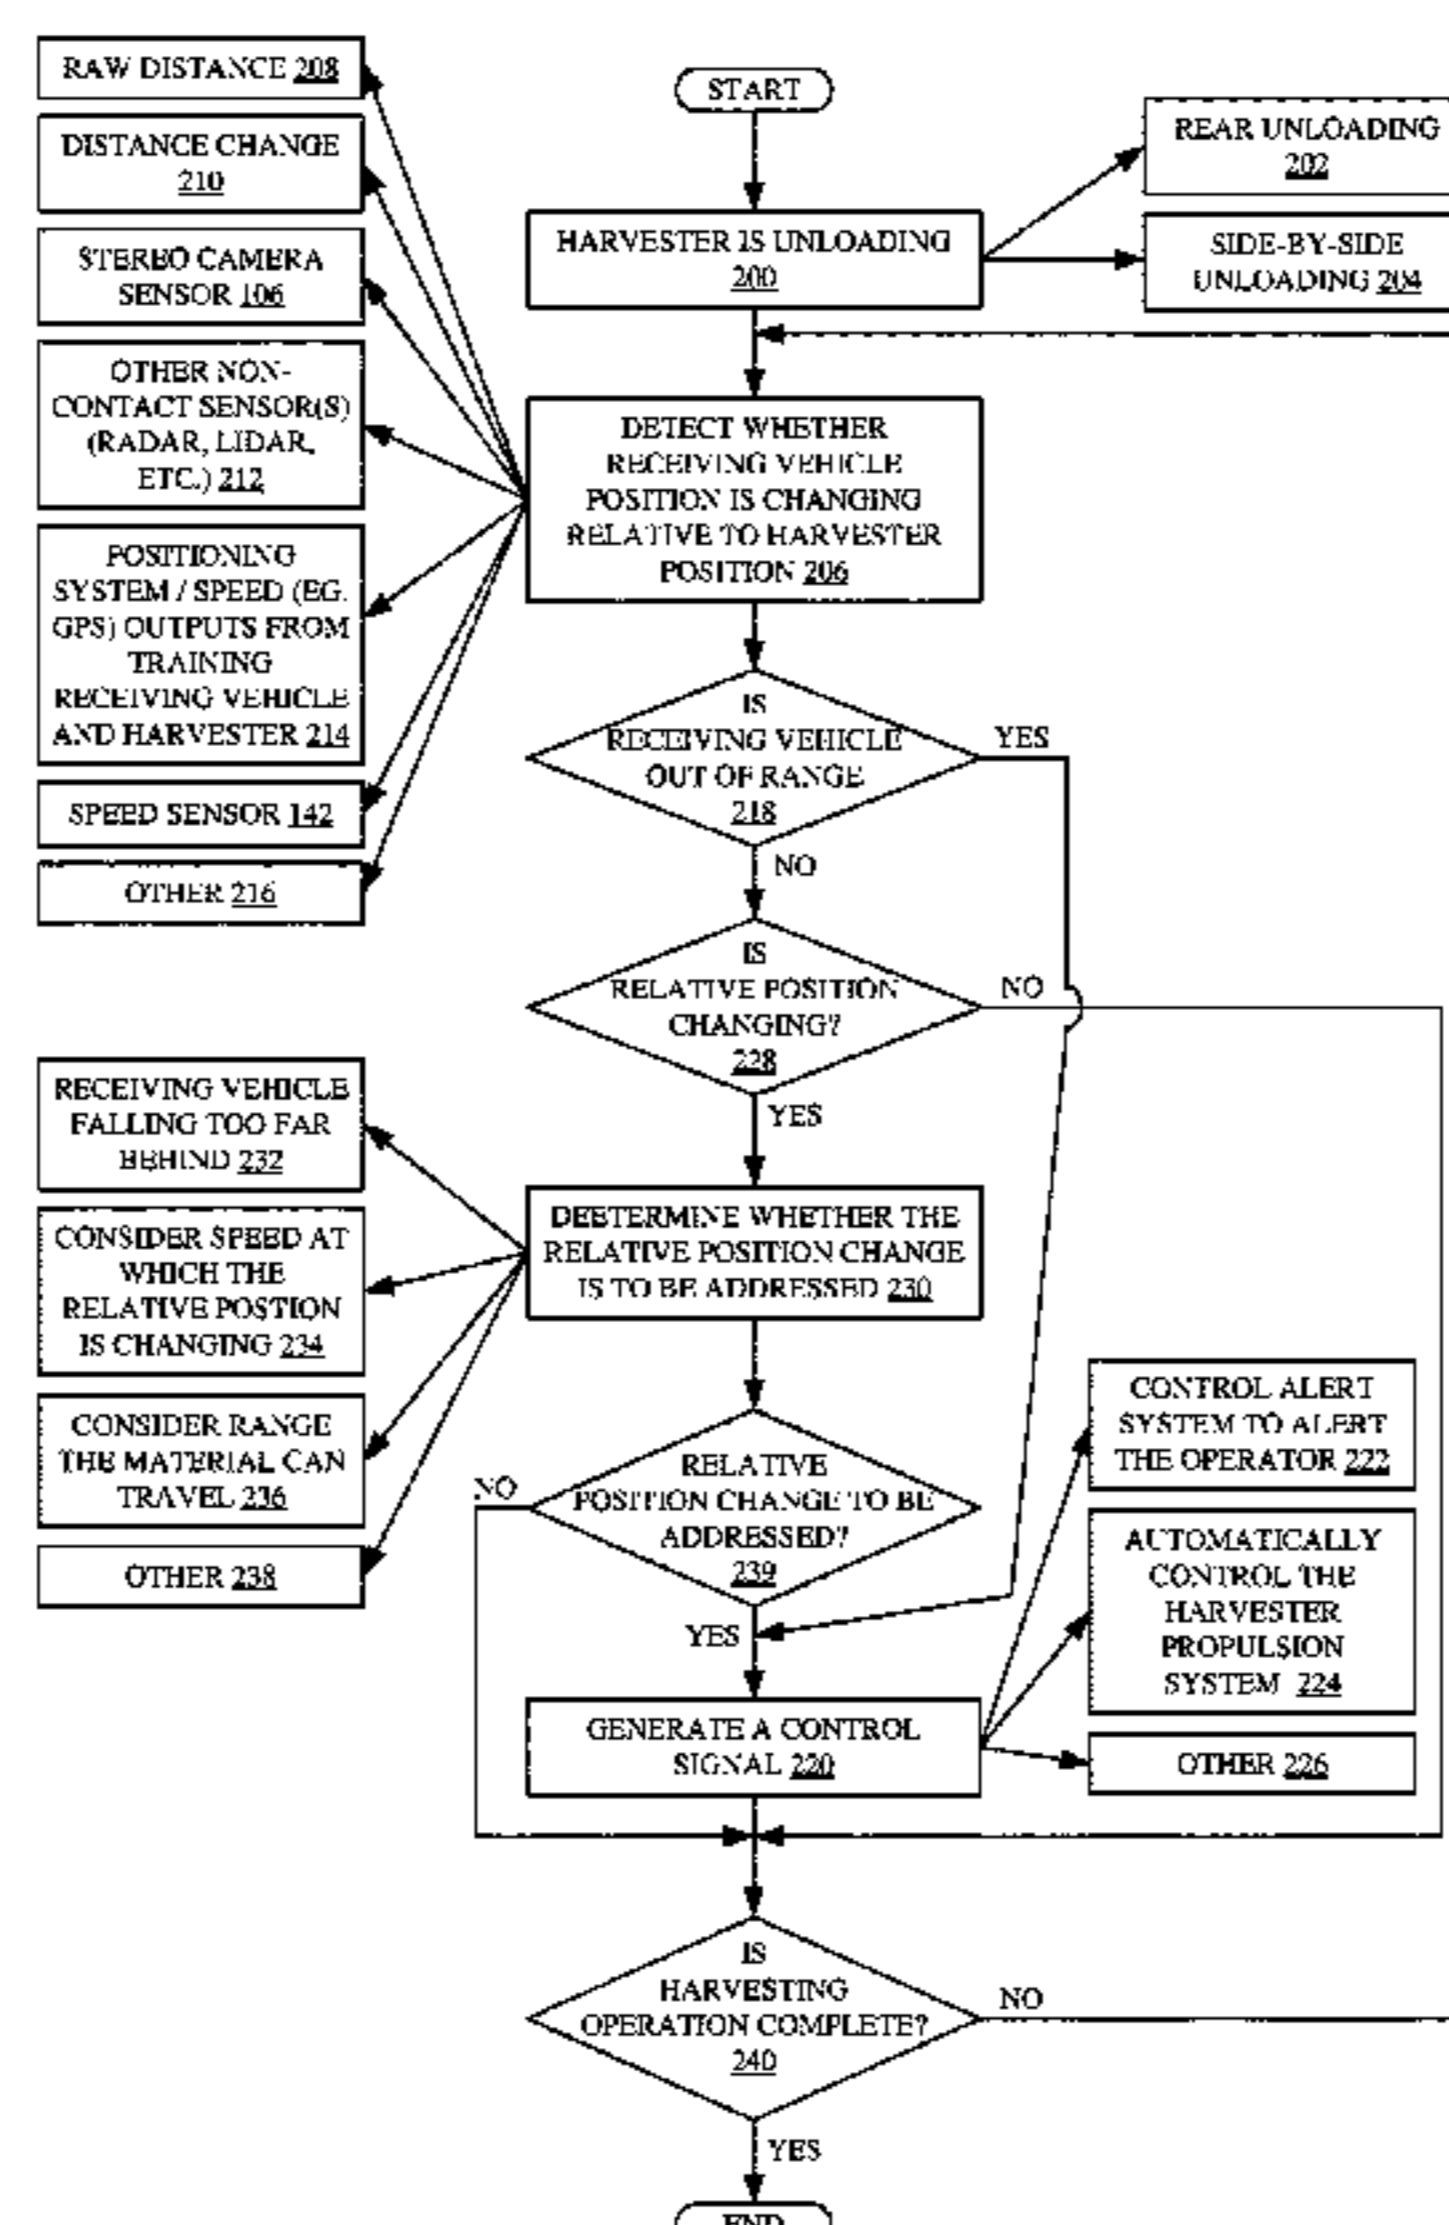 START
HARVESTER IS UNLOADING
200
REAR UNLOADING
202
SIDE-BY-SIDE
UNLOADING 204
DETECT WHETHER
RECEIVING VEHICLE
POSITION IS CHANGING
RELATIVE TO HARVESTER
POSITION 206
RAW DISTANCE 208
DISTANCE CHANGE
210
STEREO CAMERA
SENSOR 106
OTHER NON-
CONTACT SENSOR(S)
(RADAR, LIDAR,
ETC.) 212
POSITIONING
SYSTEM / SPEED (EG.
GPS) OUTPUTS FROM
TRAINING
RECEIVING VEHICLE
AND HARVESTER 214
SPEED SENSOR 142
OTHER 216
IS
RECEIVING VEHICLE
OUT OF RANGE
218
YES
NO
IS
RELATIVE POSITION
CHANGING?
228
NO
YES
DEETERMINE WHETHER THE
RELATIVE POSITION CHANGE
IS TO BE ADDRESSED 230
RECEIVING VEHICLE
FALLING TOO FAR
BEHIND 232
CONSIDER SPEED AT
WHICH THE
RELATIVE POSTION
IS CHANGING 234
CONSIDER RANGE
THE MATERIAL CAN
TRAVEL 236
OTHER 238
RELATIVE
POSITION CHANGE TO BE
ADDRESSED?
239
NO
YES
GENERATE A CONTROL
SIGNAL 220
CONTROL ALERT
SYSTEM TO ALERT
THE OPERATOR 222
AUTOMATICALLY
CONTROL THE
HARVESTER
PROPULSION
SYSTEM 224
OTHER 226
IS
HARVESTING
OPERATION COMPLETE?
240
NO
YES
END